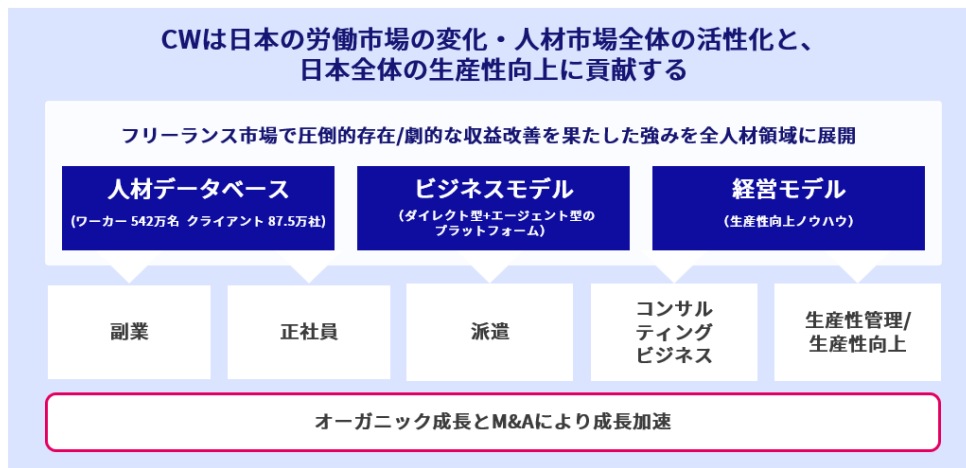 CWは日本の労働市場の変化・人材市場全体の活性化と、
日本全体の生産性向上に貢献する
フリーランス市場で圧倒的存在/劇的な収益改善を果たした強みを全人材領域に展開
人材データベース
(ワーカー 542万名 クライアント 87.5万社)
ビジネスモデル
（ダイレクト型+エージェント型の
プラットフォーム）
経営モデル
（生産性向上ノウハウ）
副業
正社員
派遣
コンサル
ティング
ビジネス
生産性管理/
生産性向上
オーガニック成長とM&Aにより成長加速